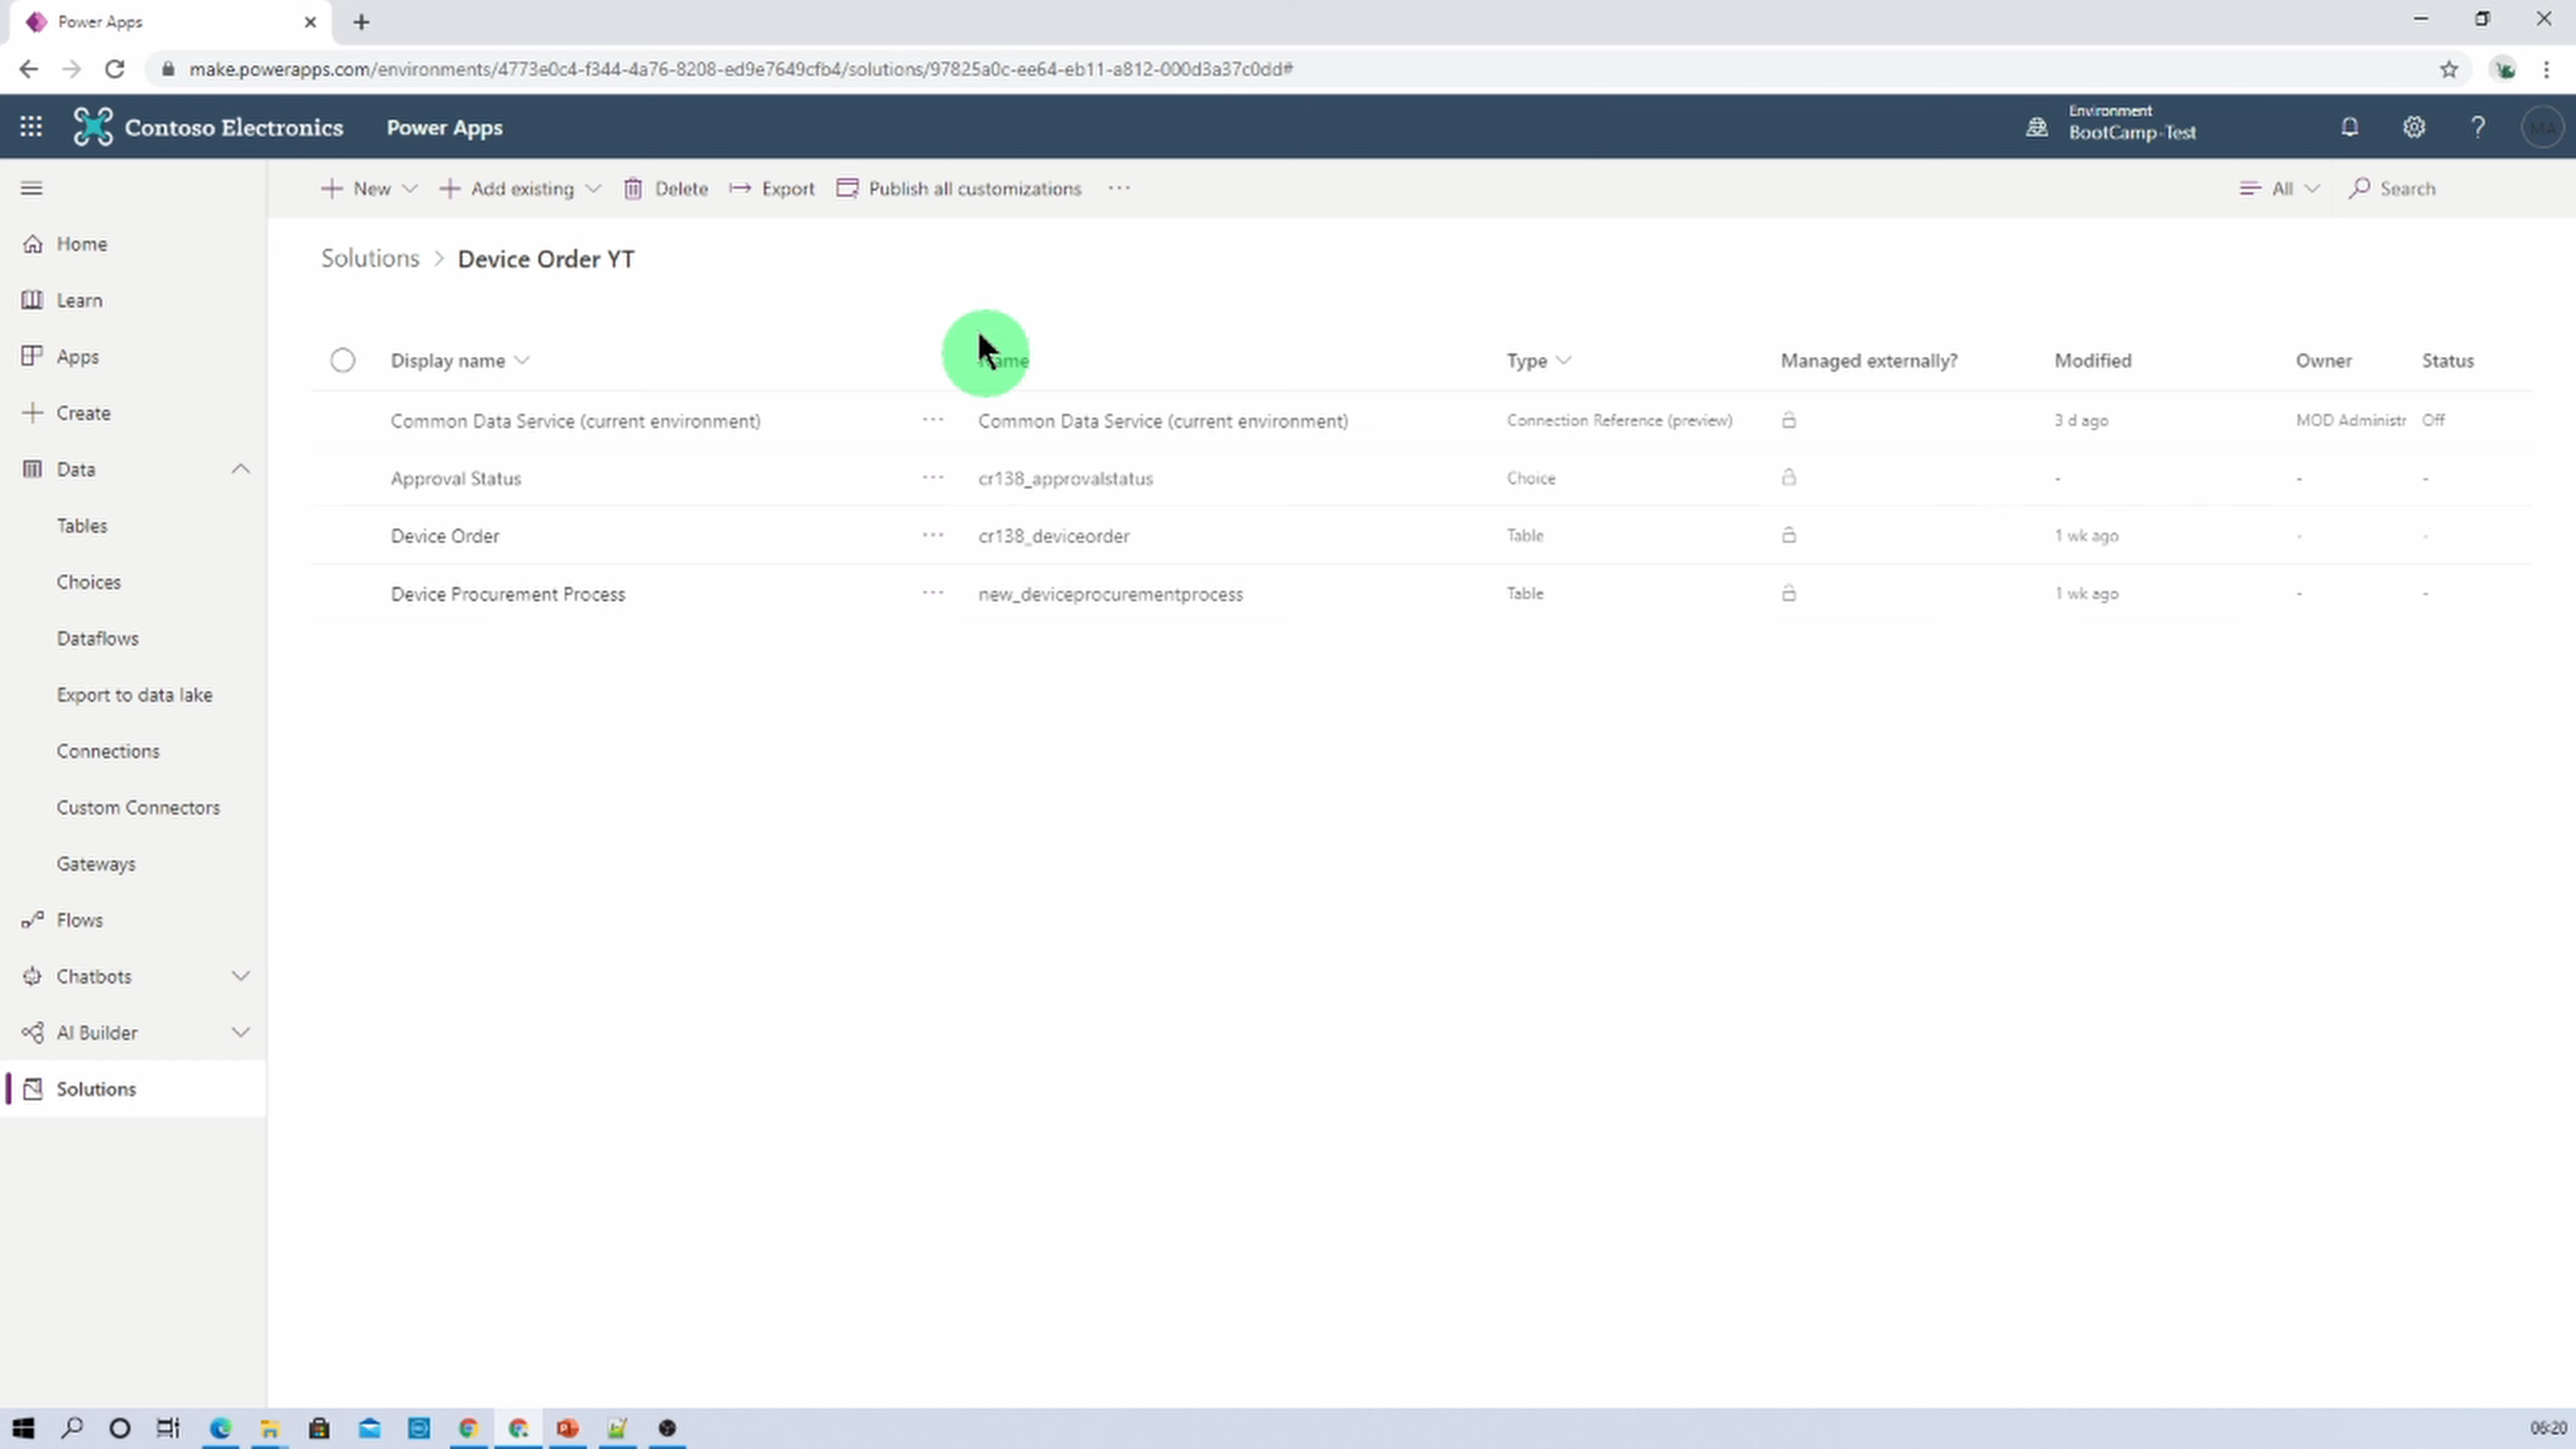 Power Apps
make.powerapps.com/environments/4773e0c4-f344-4a76-8208-ed9e7649cfb4/solutions/97825a0c-ee64-eb11-a812-000d3a37c0dd#
Contoso Electronics Power Apps Environment BootCamp-Test MA
New Add existing Delete Export Publish all customizations All Search
Home
Learn
Apps
Create
Data
Tables
Choices
Dataflows
Export to data lake
Connections
Custom Connectors
Gateways
Flows
Chatbots
AI Builder
Solutions
Solutions > Device Order YT
Display name Name Type Managed externally? Modified Owner Status
Common Data Service (current environment) ··· Common Data Service (current environment) Connection Reference (preview) 3 d ago MOD Administr Off
Approval Status ··· cr138_approvalstatus Choice - - -
Device Order ··· cr138_deviceorder Table 1 wk ago - -
Device Procurement Process ··· new_deviceprocurementprocess Table 1 wk ago - -
06:20